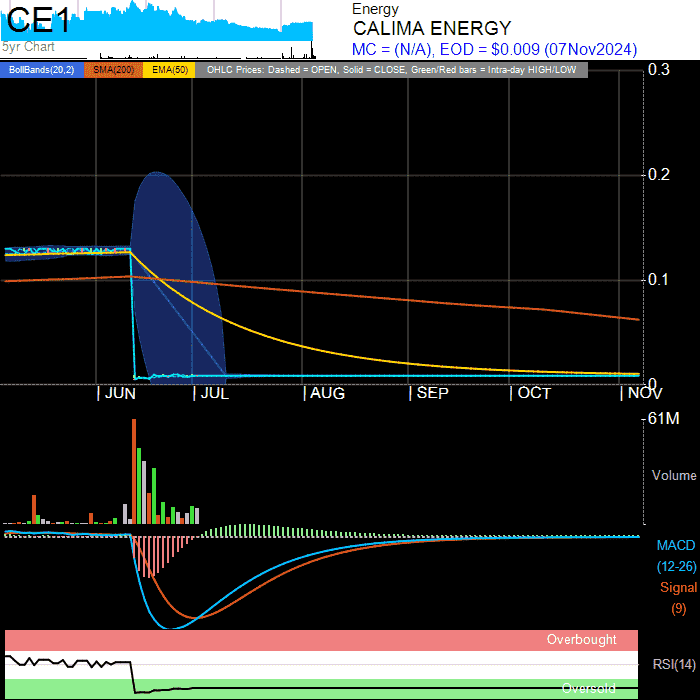 CE1
5yr Chart
Energy
CALIMA ENERGY
MC = (N/A), EOD = $0.009 (07Nov2024)
BollBands(20,2) SMA(200) EMA(50) OHLC Prices: Dashed = OPEN, Solid = CLOSE, Green/Red bars = Intra-day HIGH/LOW
0.3
0.2
0.1
0
JUN JUL AUG SEP OCT NOV
61M
Volume
MACD
(12-26)
Signal
(9)
Overbought
RSI(14)
Oversold